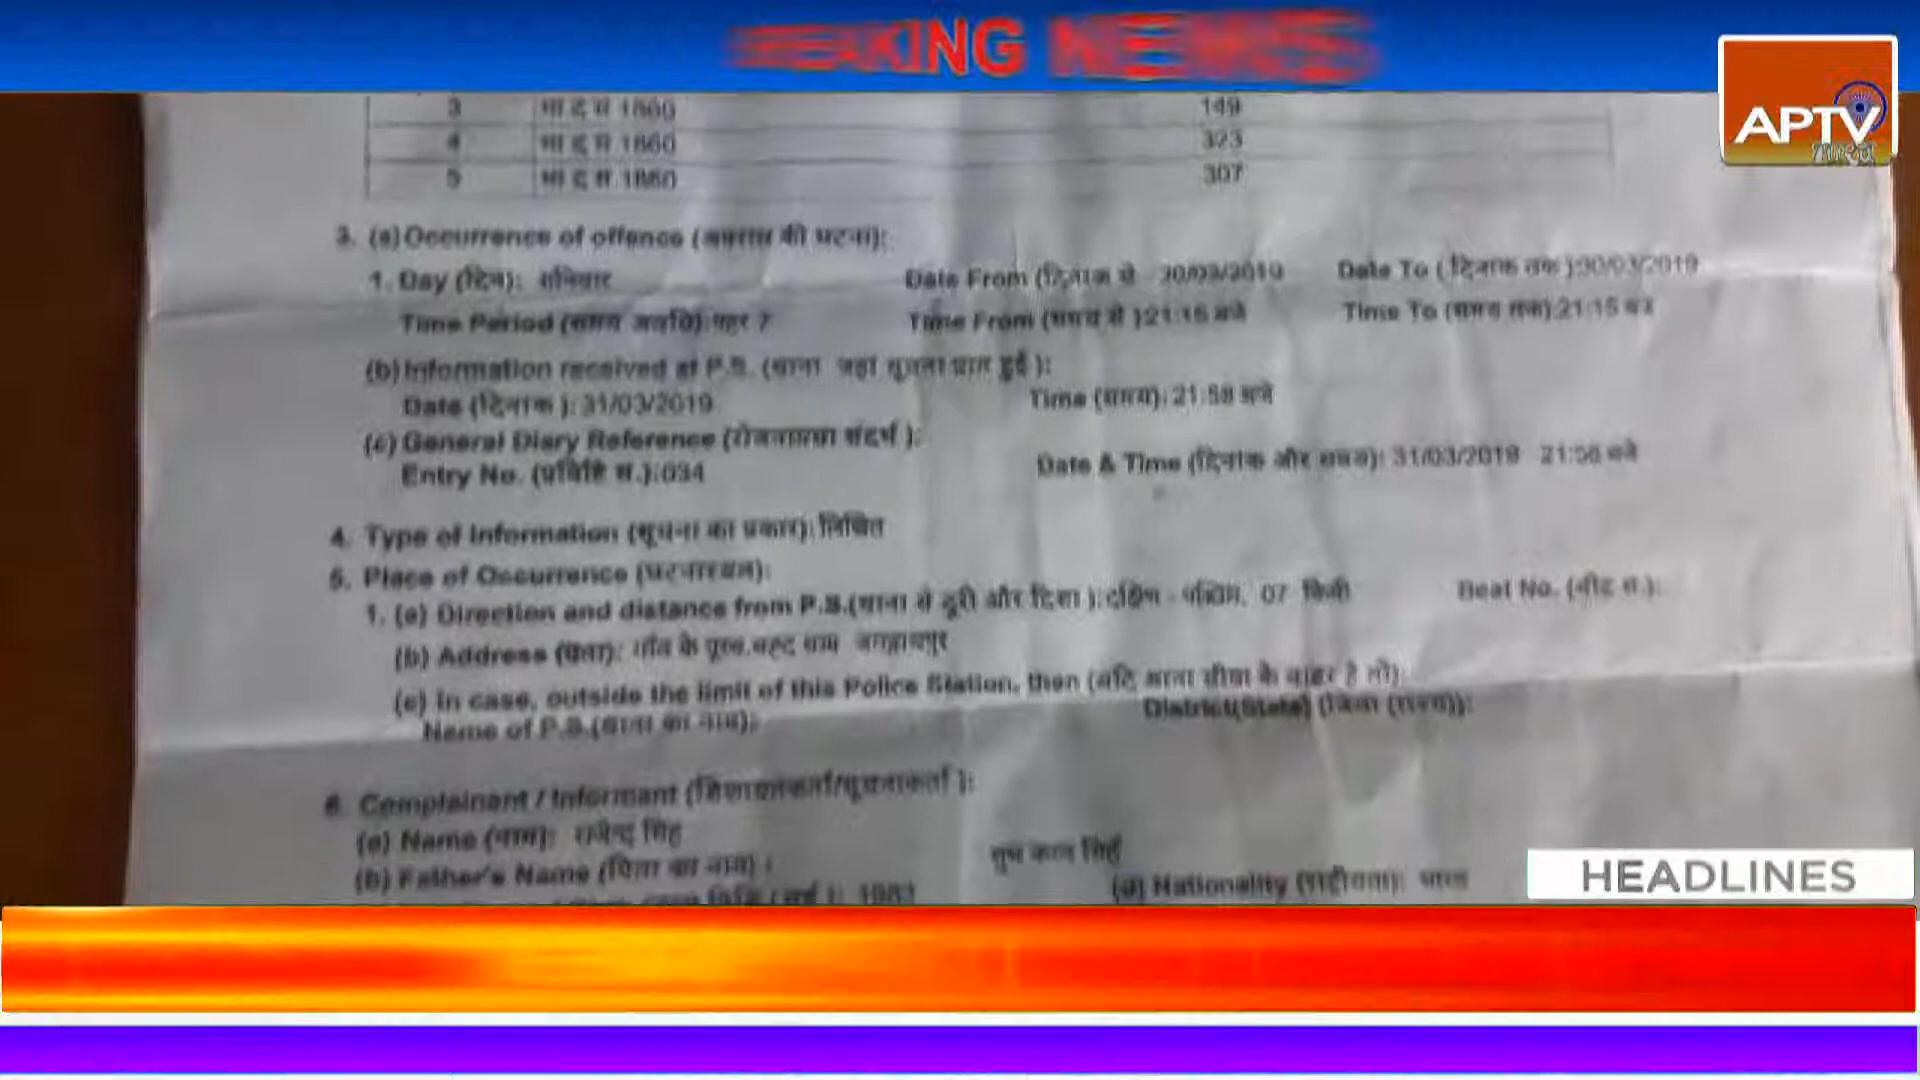 BREAKING NEWS
APTV
भारत
3 भा द स 1860 149
4 भा द स 1860 323
5 भा द स 1860 307
3. (a) Occurrence of offence (अपराध की घटना):
1. Day (दिन): शनिवार Date From (दिनांक से 30/03/2019 Date To (दिनांक तक ):30/03/2019
Time Period (समय अवधि):पहर 7 Time From (समय से ):21:15 बजे Time To (समय तक):21:15 बजे
(b) Information received at P.S. (थाना जहां सूचना प्राप्त हुई ):
Date (दिनांक ): 31/03/2019 Time (समय): 21:58 बजे
(c) General Diary Reference (रोजनामचा संदर्भ ):
Entry No. (प्रविष्टि स.):034 Date & Time (दिनांक और समय): 31/03/2019 21:58 बजे
4. Type of Information (सूचना का प्रकार): लिखित
5. Place of Occurrence (घटनास्थल):
1. (a) Direction and distance from P.S.(थाना से दूरी और दिशा ):दक्षिण - पश्चिम, 07 किमी Beat No. (बीट स.):
(b) Address (पता): गाँव के पूरब ग्राम जगन्नाथपुर
(c) In case, outside the limit of this Police Station, then (यदि थाना सीमा के बाहर है तो):
Name of P.S.(थाना का नाम): District(State) (जिला (राज्य)):
6. Complainant / Informant (शिकायतकर्ता/सूचनाकर्ता ):
(a) Name (नाम): राजेन्द्र सिंह
(b) Father's Name (पिता का नाम) : सिंह
1983 (d) Nationality (राष्ट्रीयता): भारत
HEADLINES